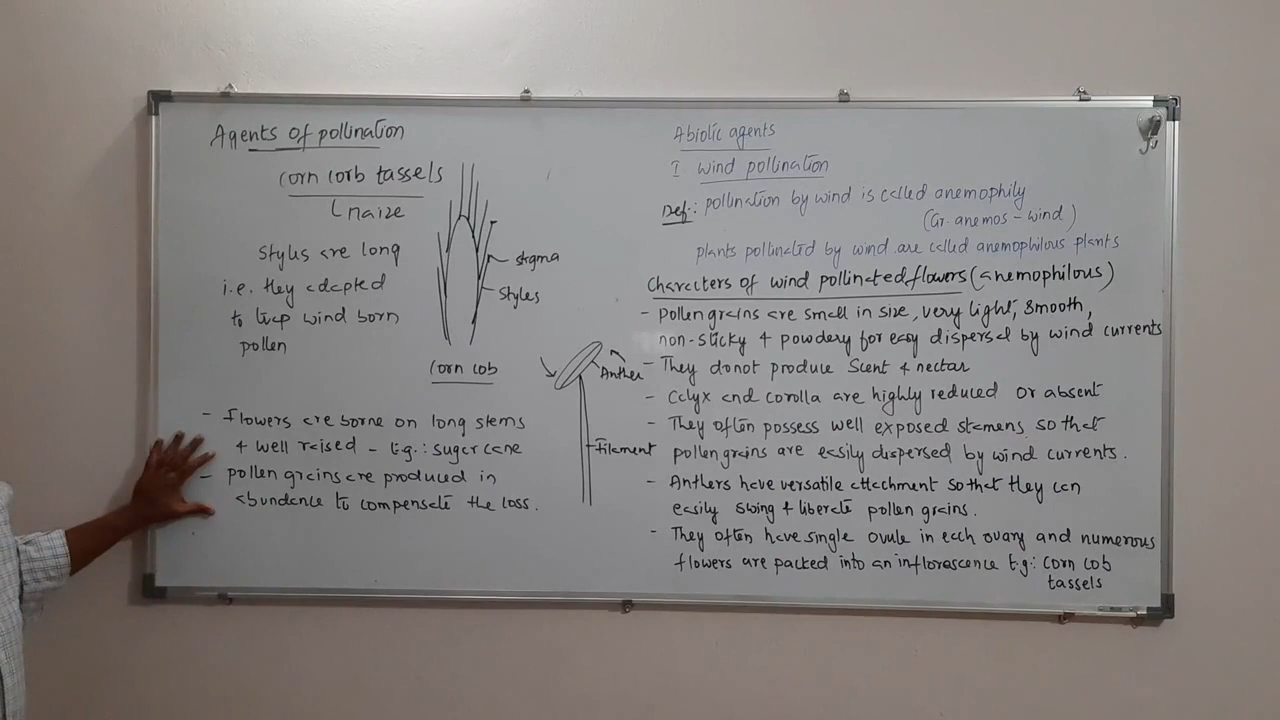 Agents of pollination
Corn corb tassels
maize
Styles are long
i.e. they adapted
to trap wind born
pollen
stigma
styles
Corn cob
Anther
Filament
- Flowers are borne on long stems
& well raised - E.g.: sugarcane
- pollen grains are produced in
abundence to compensate the loss.
Abiotic agents
I wind pollination
Def:: pollination by wind is called anemophily
(Gr. anemos - wind)
plants pollinated by wind are called anemophilous plants
Characters of wind pollinated flowers (anemophilous)
- pollen grains are small in size, very light, smooth,
non-sticky & powdery for easy dispersal by wind currents
- They donot produce scent & nectar
- Calyx and corolla are highly reduced or absent
- They often possess well exposed stamens so that
pollen grains are easily dispersed by wind currents.
- Anthers have versatile attachment so that they can
easily swing & liberate pollen grains.
- They often have single ovule in each ovary and numerous
flowers are packed into an inflorascence E.g: corn cob
tassels